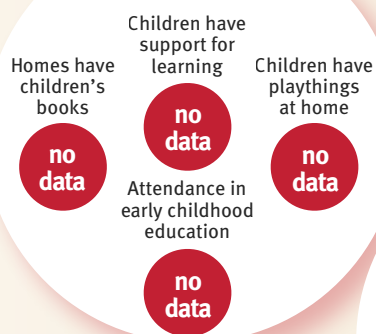 Children have
support for
learning
no
data
Homes have
children's
books
no
data
Children have
playthings
at home
no
data
Attendance in
early childhood
education
no
data